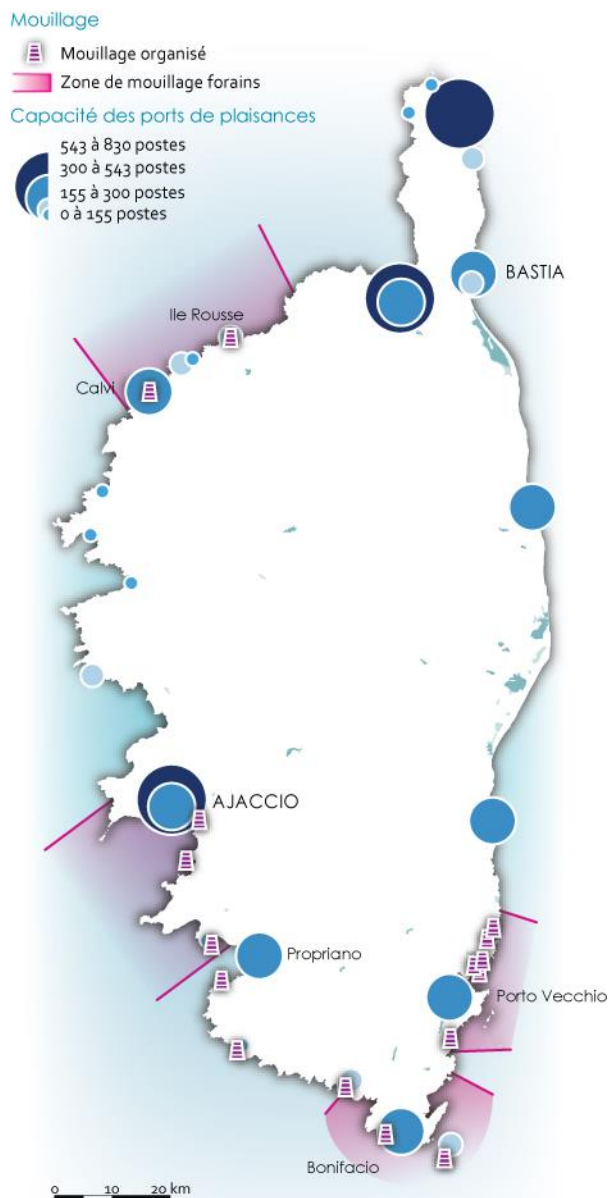 Mouillage
Mouillage organisé
Zone de mouillage forains
Capacité des ports de plaisances
543 à 830 postes
300 à 543 postes
155 à 300 postes
0 à 155 postes
BASTIA
Ile Rousse
Calvi
AJACCIO
Propriano
Porto Vecchio
Bonifacio
0 10 20 km